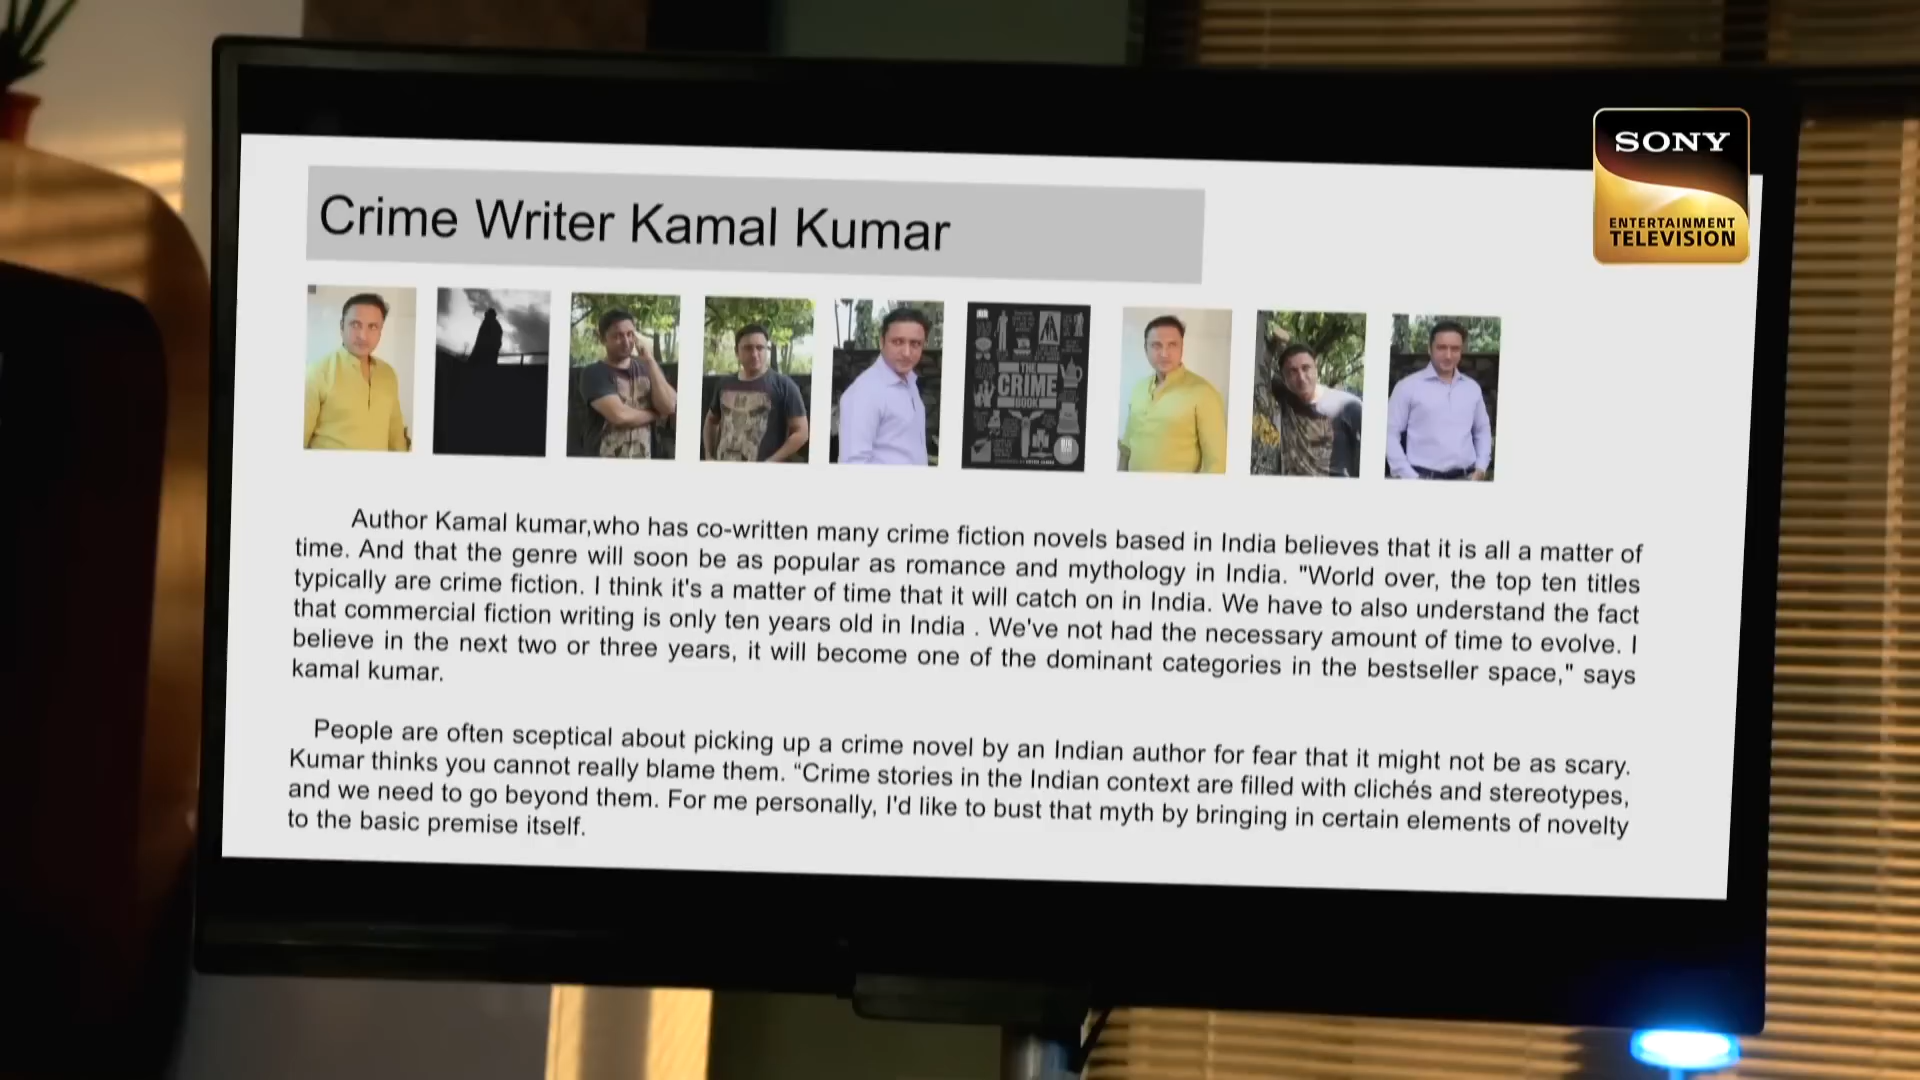 SONY
ENTERTAINMENT
TELEVISION
Crime Writer Kamal Kumar
THE
CRIME
BOOK
Author Kamal kumar,who has co-written many crime fiction novels based in India believes that it is all a matter of
time. And that the genre will soon be as popular as romance and mythology in India. "World over, the top ten titles
typically are crime fiction. I think it's a matter of time that it will catch on in India. We have to also understand the fact
that commercial fiction writing is only ten years old in India . We've not had the necessary amount of time to evolve. I
believe in the next two or three years, it will become one of the dominant categories in the bestseller space," says
kamal kumar.
People are often sceptical about picking up a crime novel by an Indian author for fear that it might not be as scary.
Kumar thinks you cannot really blame them. “Crime stories in the Indian context are filled with clichés and stereotypes,
and we need to go beyond them. For me personally, I'd like to bust that myth by bringing in certain elements of novelty
to the basic premise itself.